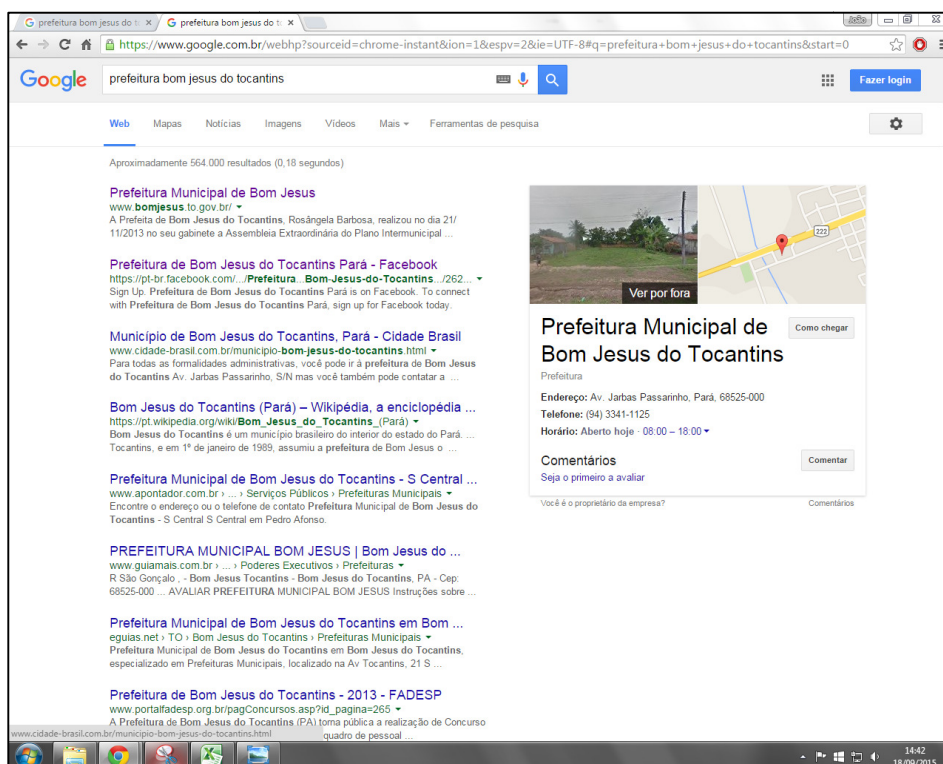 prefeitura bom jesus do t
prefeitura bom jesus do to
João
https://www.google.com.br/webhp?sourceid=chrome-instant&ion=1&espv=2&ie=UTF-8#q=prefeitura+bom+jesus+do+tocantins&start=0
Google
prefeitura bom jesus do tocantins
Fazer login
Web Mapas Notícias Imagens Vídeos Mais Ferramentas de pesquisa
Aproximadamente 564.000 resultados (0,18 segundos)
Prefeitura Municipal de Bom Jesus
www.bomjesus.to.gov.br/
A Prefeita de Bom Jesus do Tocantins, Rosângela Barbosa, realizou no dia 21/
11/2013 no seu gabinete a Assembleia Extraordinária do Plano Intermunicipal ...
Prefeitura de Bom Jesus do Tocantins Pará - Facebook
https://pt-br.facebook.com/.../Prefeitura...Bom-Jesus-do-Tocantins.../262...
Sign Up. Prefeitura de Bom Jesus do Tocantins Pará is on Facebook. To connect
with Prefeitura de Bom Jesus do Tocantins Pará, sign up for Facebook today.
Município de Bom Jesus do Tocantins, Pará - Cidade Brasil
www.cidade-brasil.com.br/municipio-bom-jesus-do-tocantins.html
Para todas as formalidades administrativas, você pode ir à prefeitura de Bom Jesus
do Tocantins Av. Jarbas Passarinho, S/N mas você também pode contatar a ...
Bom Jesus do Tocantins (Pará) – Wikipédia, a enciclopédia ...
https://pt.wikipedia.org/wiki/Bom_Jesus_do_Tocantins_(Pará)
Bom Jesus do Tocantins é um município brasileiro do interior do estado do Pará. ...
Tocantins, e em 1º de janeiro de 1989, assumiu a prefeitura de Bom Jesus o ...
Prefeitura Municipal de Bom Jesus do Tocantins - S Central ...
www.apontador.com.br › ... › Serviços Públicos › Prefeituras Municipais
Encontre o endereço ou o telefone de contato Prefeitura Municipal de Bom Jesus do
Tocantins - S Central S Central em Pedro Afonso.
PREFEITURA MUNICIPAL BOM JESUS | Bom Jesus do ...
www.guiamais.com.br › ... › Poderes Executivos › Prefeituras
R São Gonçalo , - Bom Jesus Tocantins - Bom Jesus do Tocantins, PA - Cep:
68525-000 ... AVALIAR PREFEITURA MUNICIPAL BOM JESUS Instruções sobre ...
Prefeitura Municipal de Bom Jesus do Tocantins em Bom ...
eguias.net › TO › Bom Jesus do Tocantins › Prefeituras Municipais
Prefeitura Municipal de Bom Jesus do Tocantins em Bom Jesus do Tocantins,
especializado em Prefeituras Municipais, localizado na Av Tocantins, 21 S ...
Prefeitura de Bom Jesus do Tocantins - 2013 - FADESP
www.portalfadesp.org.br/pagConcursos.asp?id_pagina=265
A Prefeitura de Bom Jesus do Tocantins (PA) torna pública a realização de Concurso
quadro de pessoal ...
www.cidade-brasil.com.br/municipio-bom-jesus-do-tocantins.html
Ver por fora
222
Prefeitura Municipal de
Bom Jesus do Tocantins
Como chegar
Prefeitura
Endereço: Av. Jarbas Passarinho, Pará, 68525-000
Telefone: (94) 3341-1125
Horário: Aberto hoje · 08:00 – 18:00
Comentários
Comentar
Seja o primeiro a avaliar
Você é o proprietário da empresa?
Comentários
14:42
18/09/2015